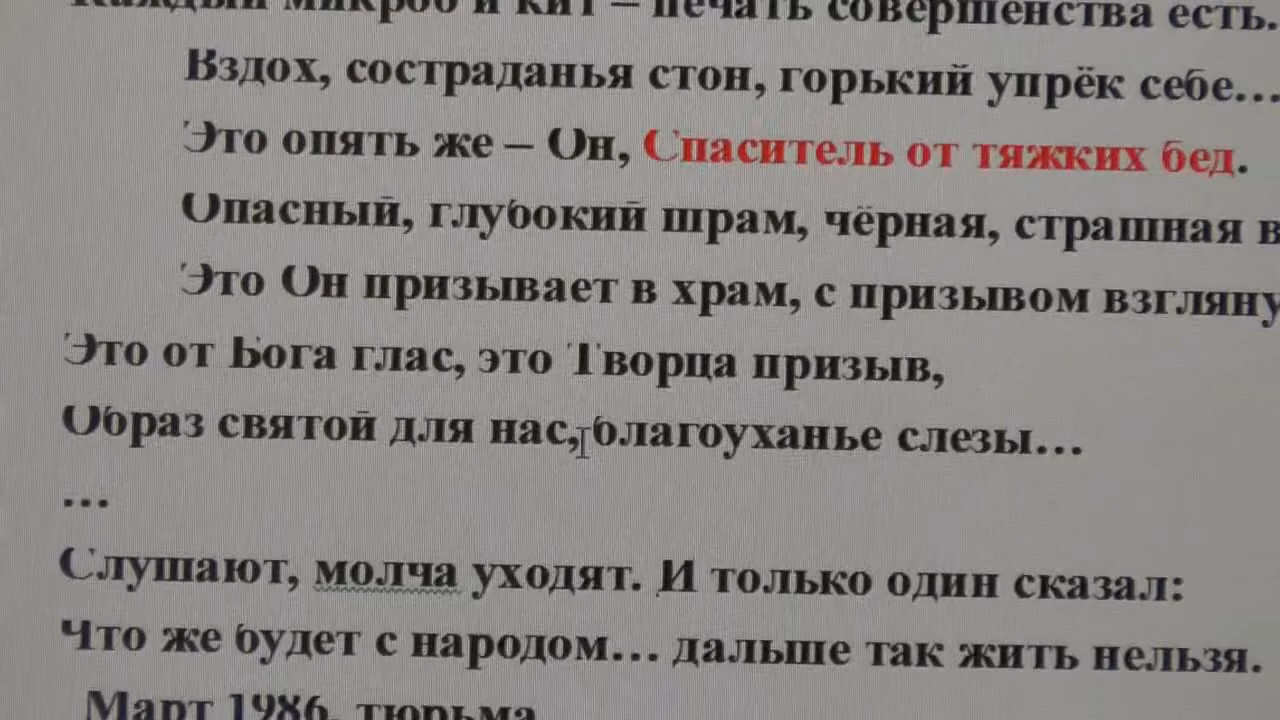 Каждый микроб и кит – печать совершенства есть.
Вздох, состраданья стон, горький упрёк себе...
Это опять же – Он, Спаситель от тяжких бед.
Опасный, глубокий шрам, чёрная, страшная в
Это Он призывает в храм, с призывом взгляну
Это от Бога глас, это Творца призыв,
Образ святой для нас, благоуханье слезы...
...
Слушают, молча уходят. И только один сказал:
Что же будет с народом... дальше так жить нельзя.
Март 1986, тюрьма